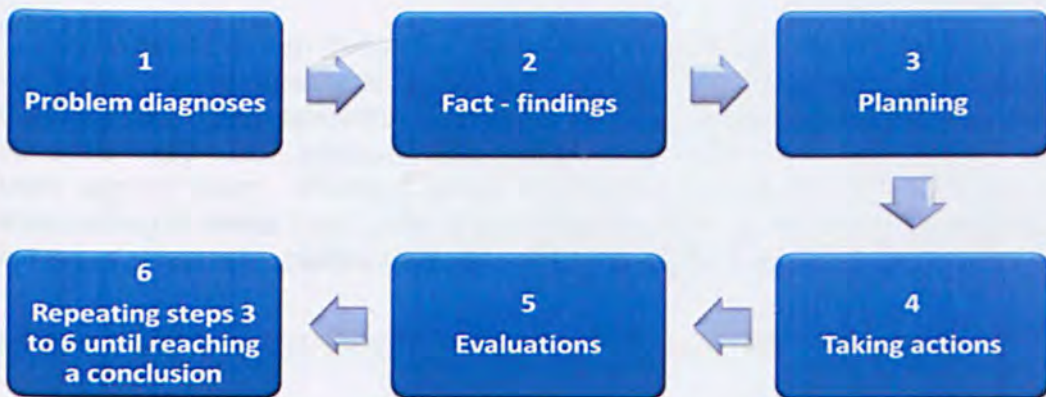 1
Problem diagnoses
2
Fact - findings
3
Planning
4
Taking actions
5
Evaluations
6
Repeating steps 3
to 6 until reaching
a conclusion